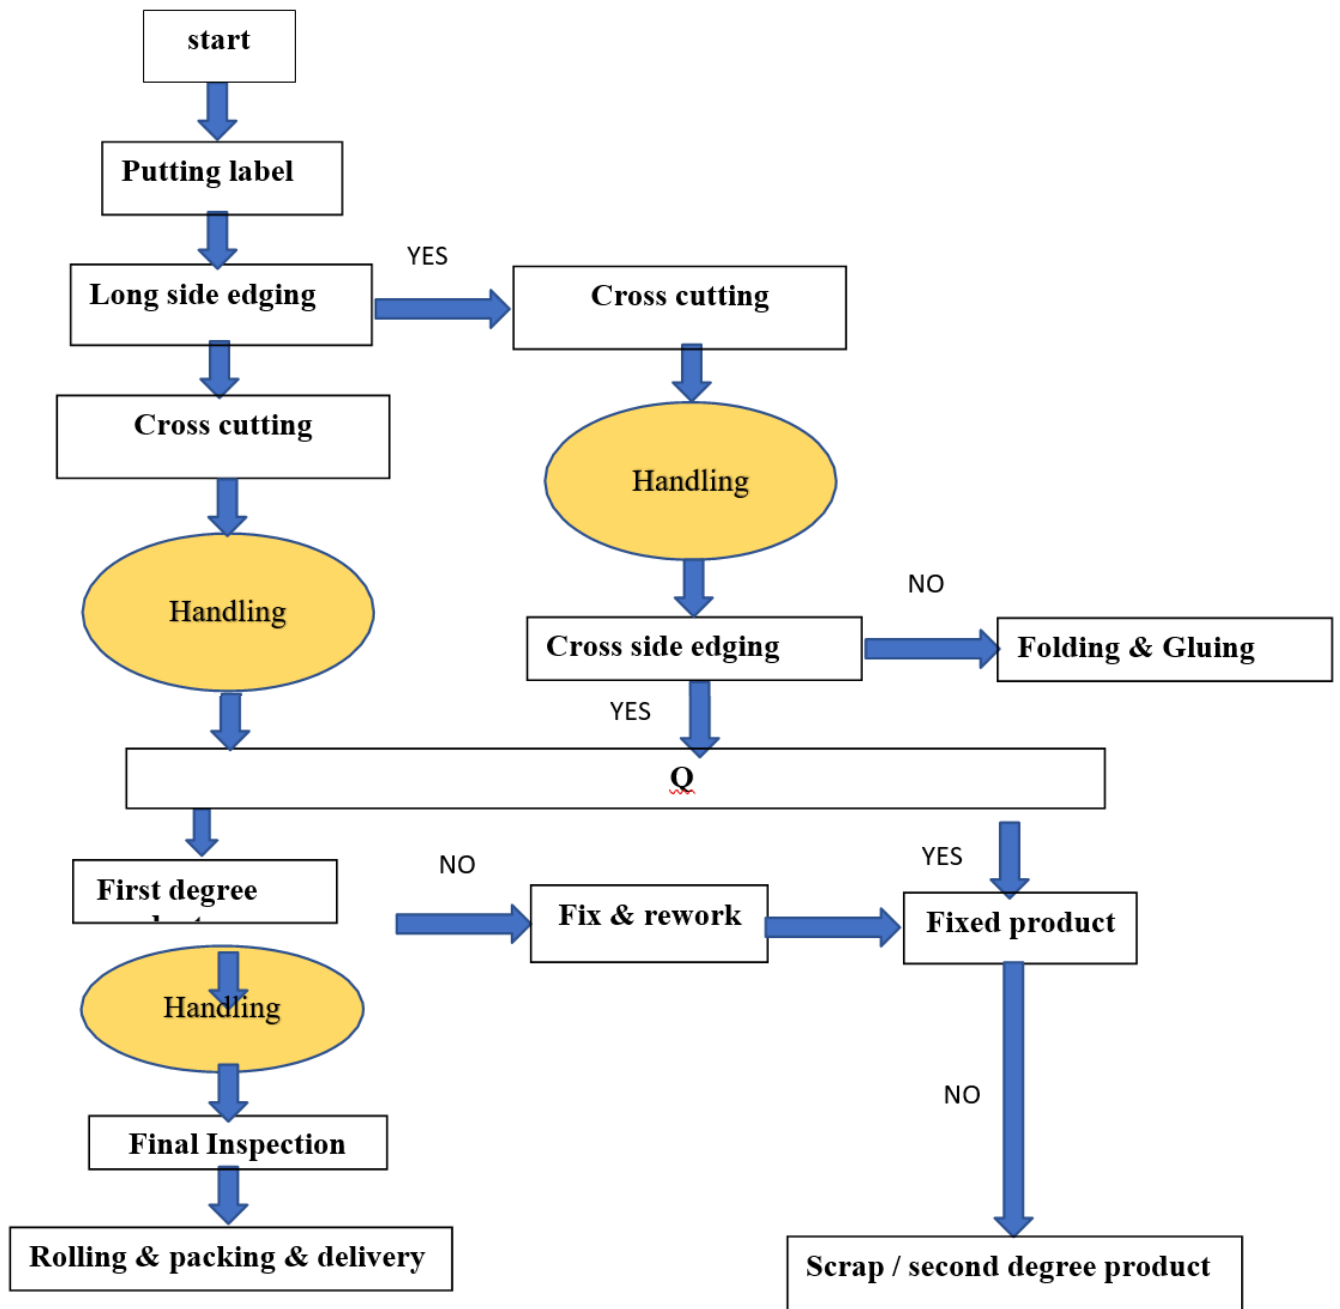 start
Putting label
YES
Long side edging
Cross cutting
Cross cutting
Handling
Handling
NO
Cross side edging
Folding & Gluing
YES
Q
NO
YES
First degree
Fix & rework
Fixed product
Handling
NO
Final Inspection
Rolling & packing & delivery
Scrap / second degree product